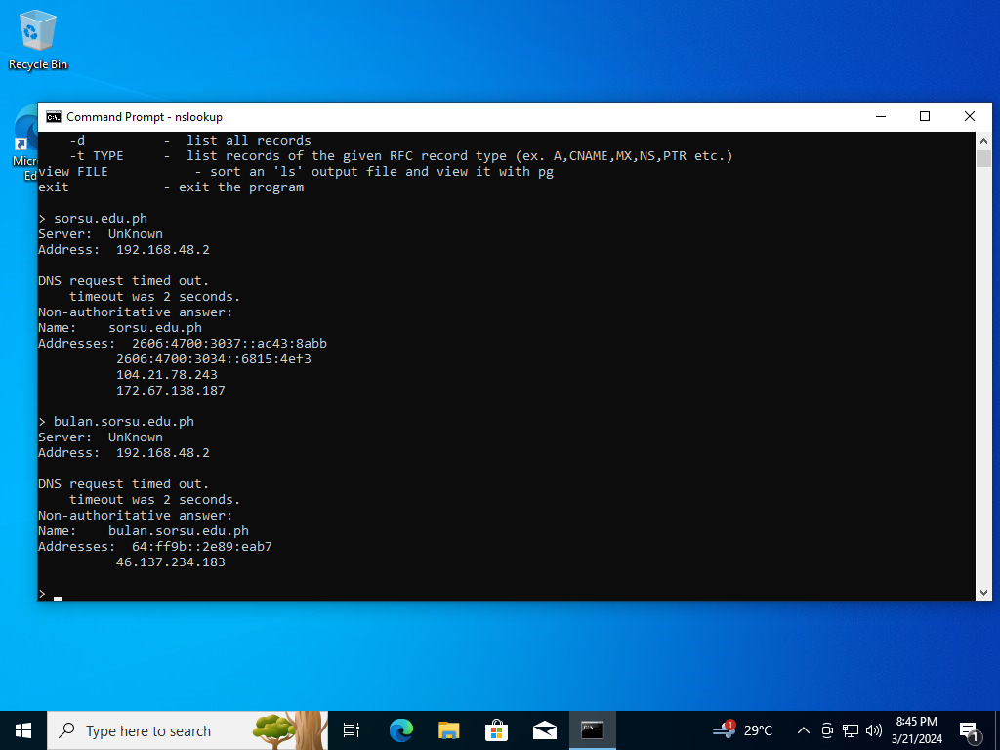 Recycle Bin
Command Prompt - nslookup
-d - list all records
-t TYPE - list records of the given RFC record type (ex. A,CNAME,MX,NS,PTR etc.)
view FILE - sort an 'ls' output file and view it with pg
exit - exit the program
> sorsu.edu.ph
Server: UnKnown
Address: 192.168.48.2
DNS request timed out.
timeout was 2 seconds.
Non-authoritative answer:
Name: sorsu.edu.ph
Addresses: 2606:4700:3037::ac43:8abb
2606:4700:3034::6815:4ef3
104.21.78.243
172.67.138.187
> bulan.sorsu.edu.ph
Server: UnKnown
Address: 192.168.48.2
DNS request timed out.
timeout was 2 seconds.
Non-authoritative answer:
Name: bulan.sorsu.edu.ph
Addresses: 64:ff9b::2e89:eab7
46.137.234.183
>
Micr
Ed
Type here to search
1
29°C
8:45 PM
3/21/2024
1